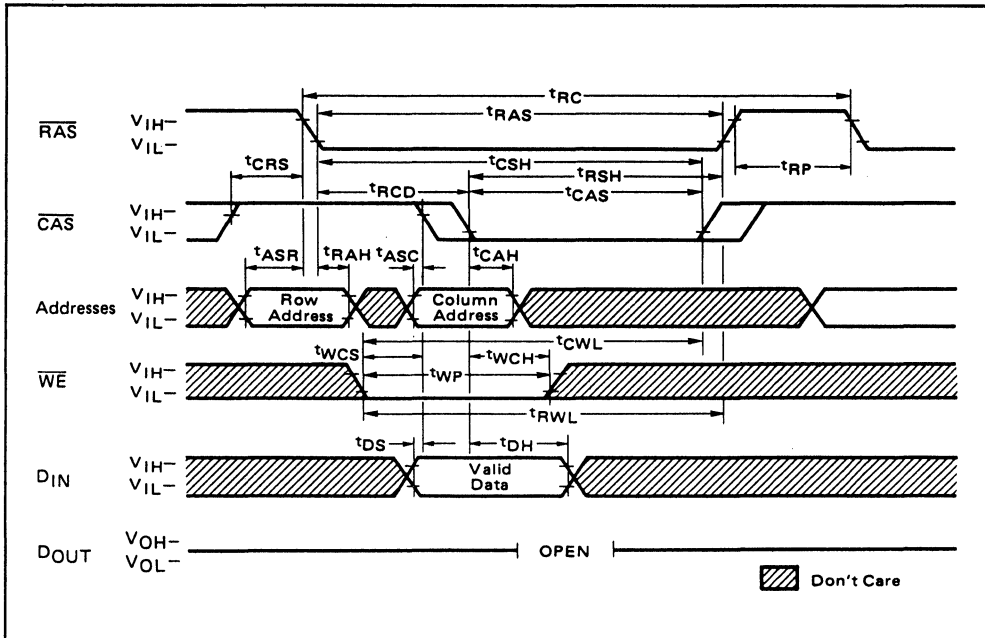 tRC
tRAS
RAS
VIH–
VIL–
tCRS
tCSH
tRSH
tRP
tRCD
tCAS
CAS
VIH–
VIL–
tASR
tRAH
tASC
tCAH
Addresses
VIH–
VIL–
Row
Address
Column
Address
tWCS
tCWL
tWCH
WE
VIH–
VIL–
tWP
tRWL
tDS
tDH
DIN
VIH–
VIL–
Valid
Data
DOUT
VOH–
VOL–
OPEN
Don't Care